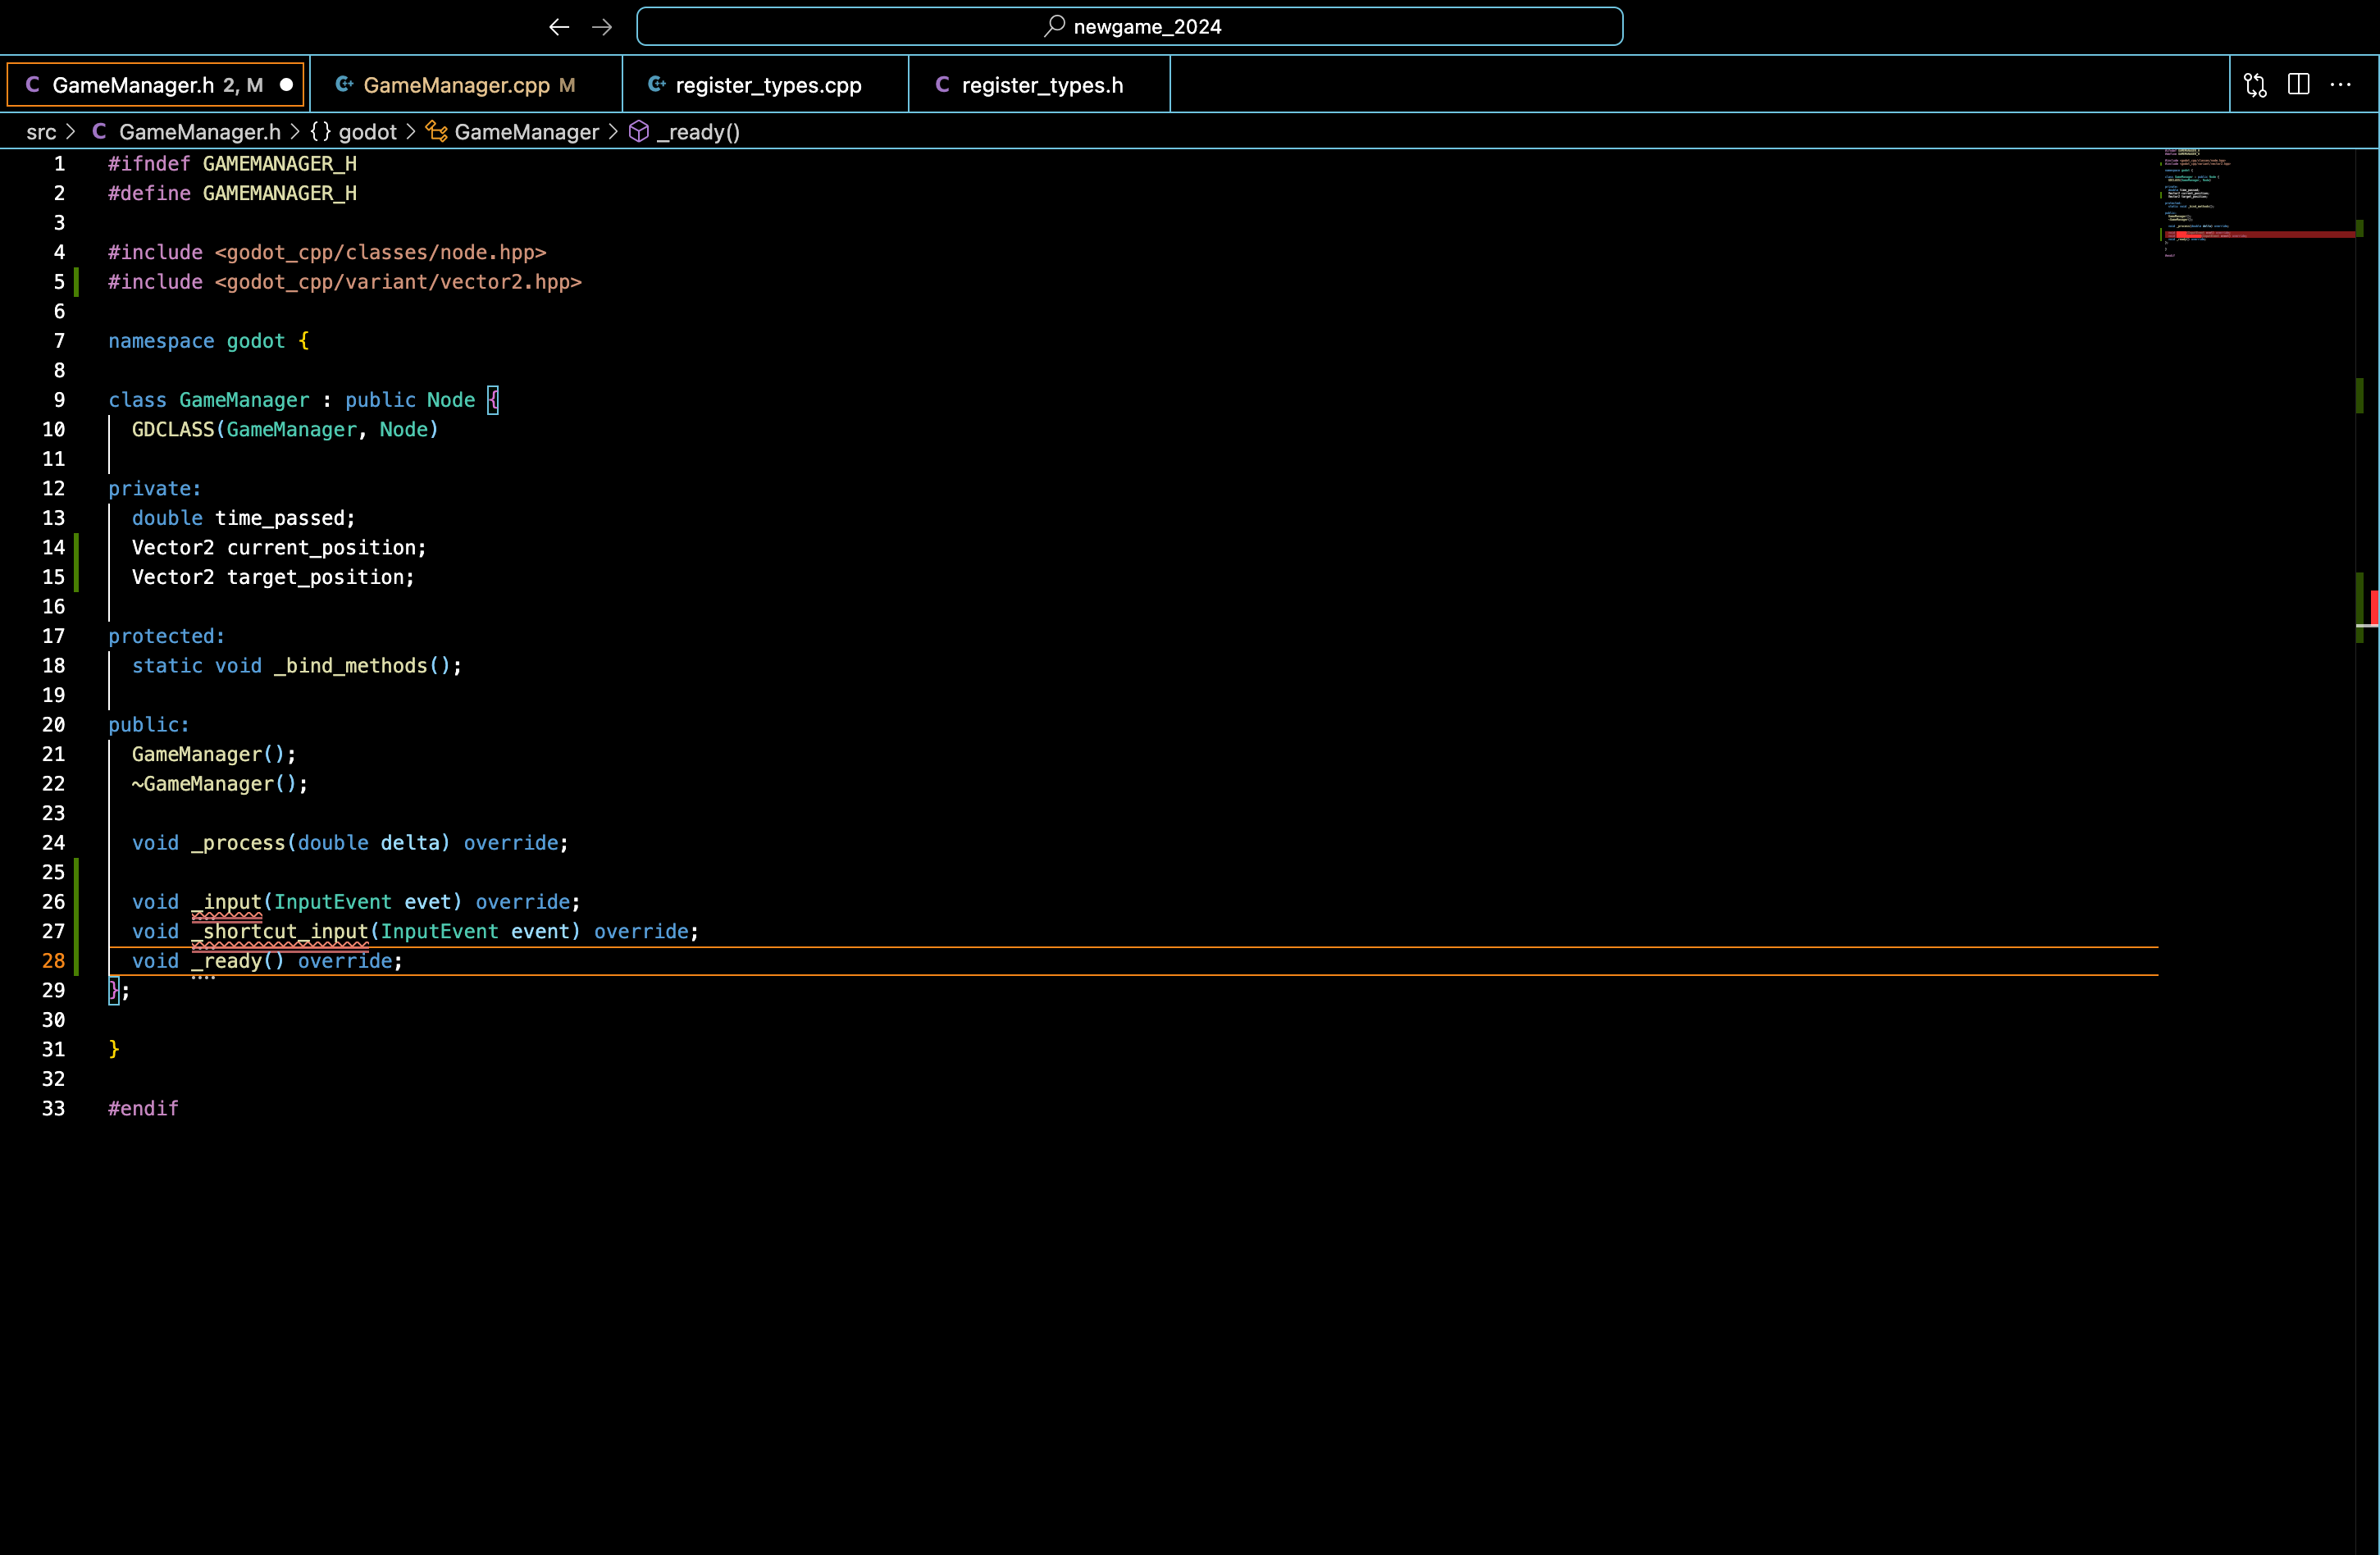 newgame_2024
GameManager.h 2, M
GameManager.cpp M
register_types.cpp
register_types.h
src > C GameManager.h > {} godot > GameManager > _ready()
1 #ifndef GAMEMANAGER_H
2 #define GAMEMANAGER_H
3
4 #include <godot_cpp/classes/node.hpp>
5 #include <godot_cpp/variant/vector2.hpp>
6
7 namespace godot {
8
9 class GameManager : public Node {
10 GDCLASS(GameManager, Node)
11
12 private:
13 double time_passed;
14 Vector2 current_position;
15 Vector2 target_position;
16
17 protected:
18 static void _bind_methods();
19
20 public:
21 GameManager();
22 ~GameManager();
23
24 void _process(double delta) override;
25
26 void _input(InputEvent evet) override;
27 void _shortcut_input(InputEvent event) override;
28 void _ready() override;
29 };
30
31 }
32
33 #endif